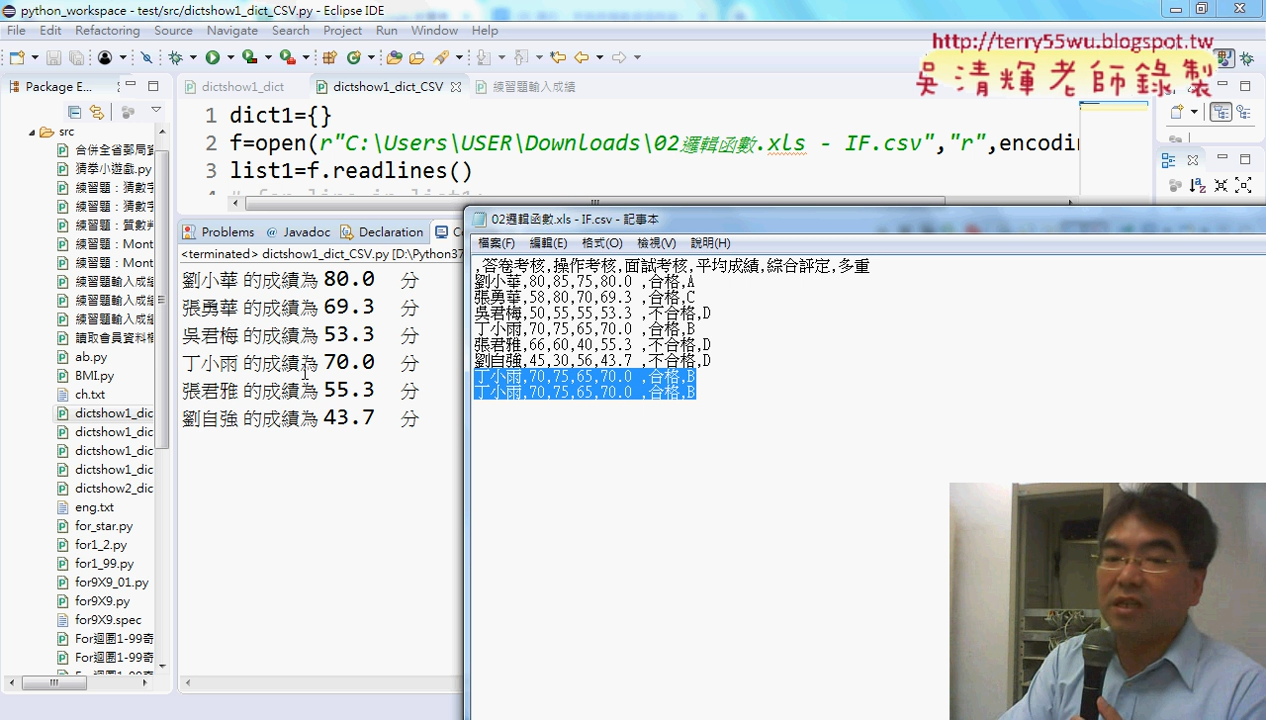 python_workspace - test/src/dictshow1_dict_CSV.py - Eclipse IDE
File Edit Refactoring Source Navigate Search Project Run Window Help
http://terry55wu.blogspot.tw
吳清輝老師錄製
Package E...
dictshow1_dict
dictshow1_dict_CSV
練習題輸入成績
src
合併全省郵局資
猜拳小遊戲.py
練習題：猜數字
練習題：猜數字
練習題：質數判
練習題：Mont
練習題：Mont
練習題輸入成績
練習題輸入成績
練習題輸入成績
讀取會員資料檔
ab.py
BMI.py
ch.txt
dictshow1_dic
dictshow1_dic
dictshow1_dic
dictshow1_dic
dictshow2_dic
eng.txt
for_star.py
for1_2.py
for1_99.py
for9X9_01.py
for9X9.py
for9X9.spec
For迴圈1-99奇
For迴圈1-99奇
1 dict1={}
2 f=open(r"C:\Users\USER\Downloads\02邏輯函數.xls - IF.csv","r",encodin
3 list1=f.readlines()
Problems @ Javadoc Declaration
<terminated> dictshow1_dict_CSV.py [D:\Python37
劉小華 的成績為 80.0 分
張勇華 的成績為 69.3 分
吳君梅 的成績為 53.3 分
丁小雨 的成績為 70.0 分
張君雅 的成績為 55.3 分
劉自強 的成績為 43.7 分
02邏輯函數.xls - IF.csv - 記事本
檔案(F) 編輯(E) 格式(O) 檢視(V) 說明(H)
,答卷考核,操作考核,面試考核,平均成績,綜合評定,多重
劉小華,80,85,75,80.0 ,合格,A
張勇華,58,80,70,69.3 ,合格,C
吳君梅,50,55,55,53.3 ,不合格,D
丁小雨,70,75,65,70.0 ,合格,B
張君雅,66,60,40,55.3 ,不合格,D
劉自強,45,30,56,43.7 ,不合格,D
丁小雨,70,75,65,70.0 ,合格,B
丁小雨,70,75,65,70.0 ,合格,B